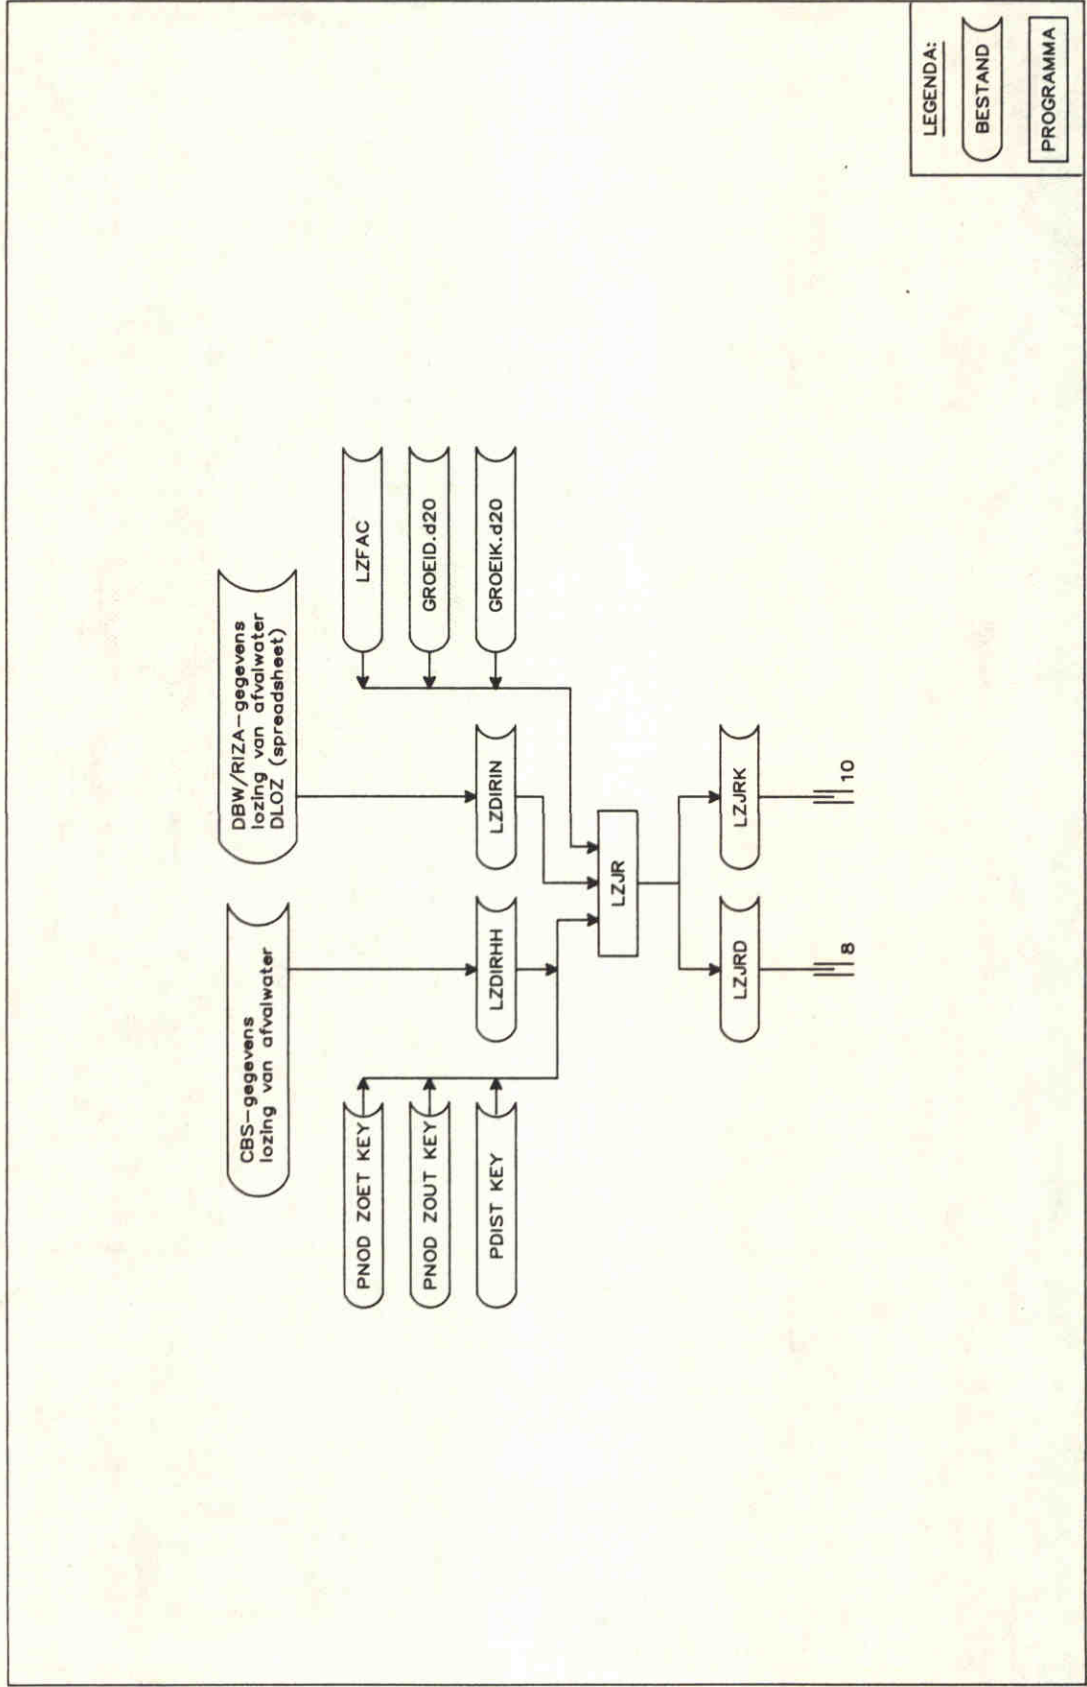 CBS-gegevens
lozing van afvalwater
DBW/RIZA-gegevens
lozing van afvalwater
DLOZ (spreadsheet)
PNOD ZOET KEY
PNOD ZOUT KEY
PDIST KEY
LZDIRHH
LZDIRIN
LZFAC
GROEID.d20
GROEIK.d20
LZJR
LZJRD
LZJRK
8
10
LEGENDA:
BESTAND
PROGRAMMA